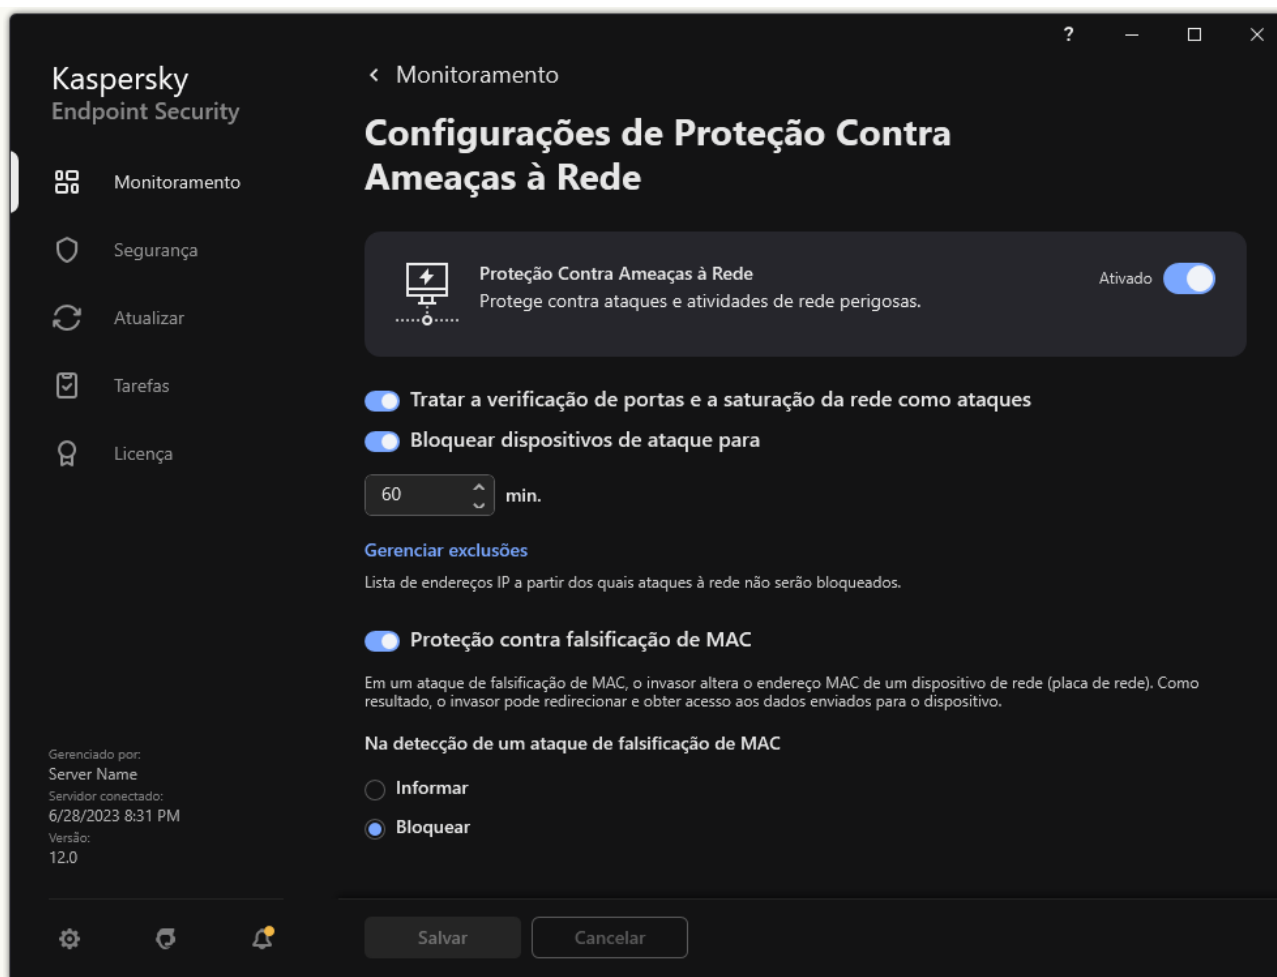 ?
Kaspersky
Endpoint Security
Monitoramento
Segurança
Atualizar
Tarefas
Licença
Gerenciado por:
Server Name
Servidor conectado:
6/28/2023 8:31 PM
Versão:
12.0
Monitoramento
Configurações de Proteção Contra
Ameaças à Rede
Proteção Contra Ameaças à Rede
Protege contra ataques e atividades de rede perigosas.
Ativado
Tratar a verificação de portas e a saturação da rede como ataques
Bloquear dispositivos de ataque para
60 min.
Gerenciar exclusões
Lista de endereços IP a partir dos quais ataques à rede não serão bloqueados.
Proteção contra falsificação de MAC
Em um ataque de falsificação de MAC, o invasor altera o endereço MAC de um dispositivo de rede (placa de rede). Como
resultado, o invasor pode redirecionar e obter acesso aos dados enviados para o dispositivo.
Na detecção de um ataque de falsificação de MAC
Informar
Bloquear
Salvar Cancelar